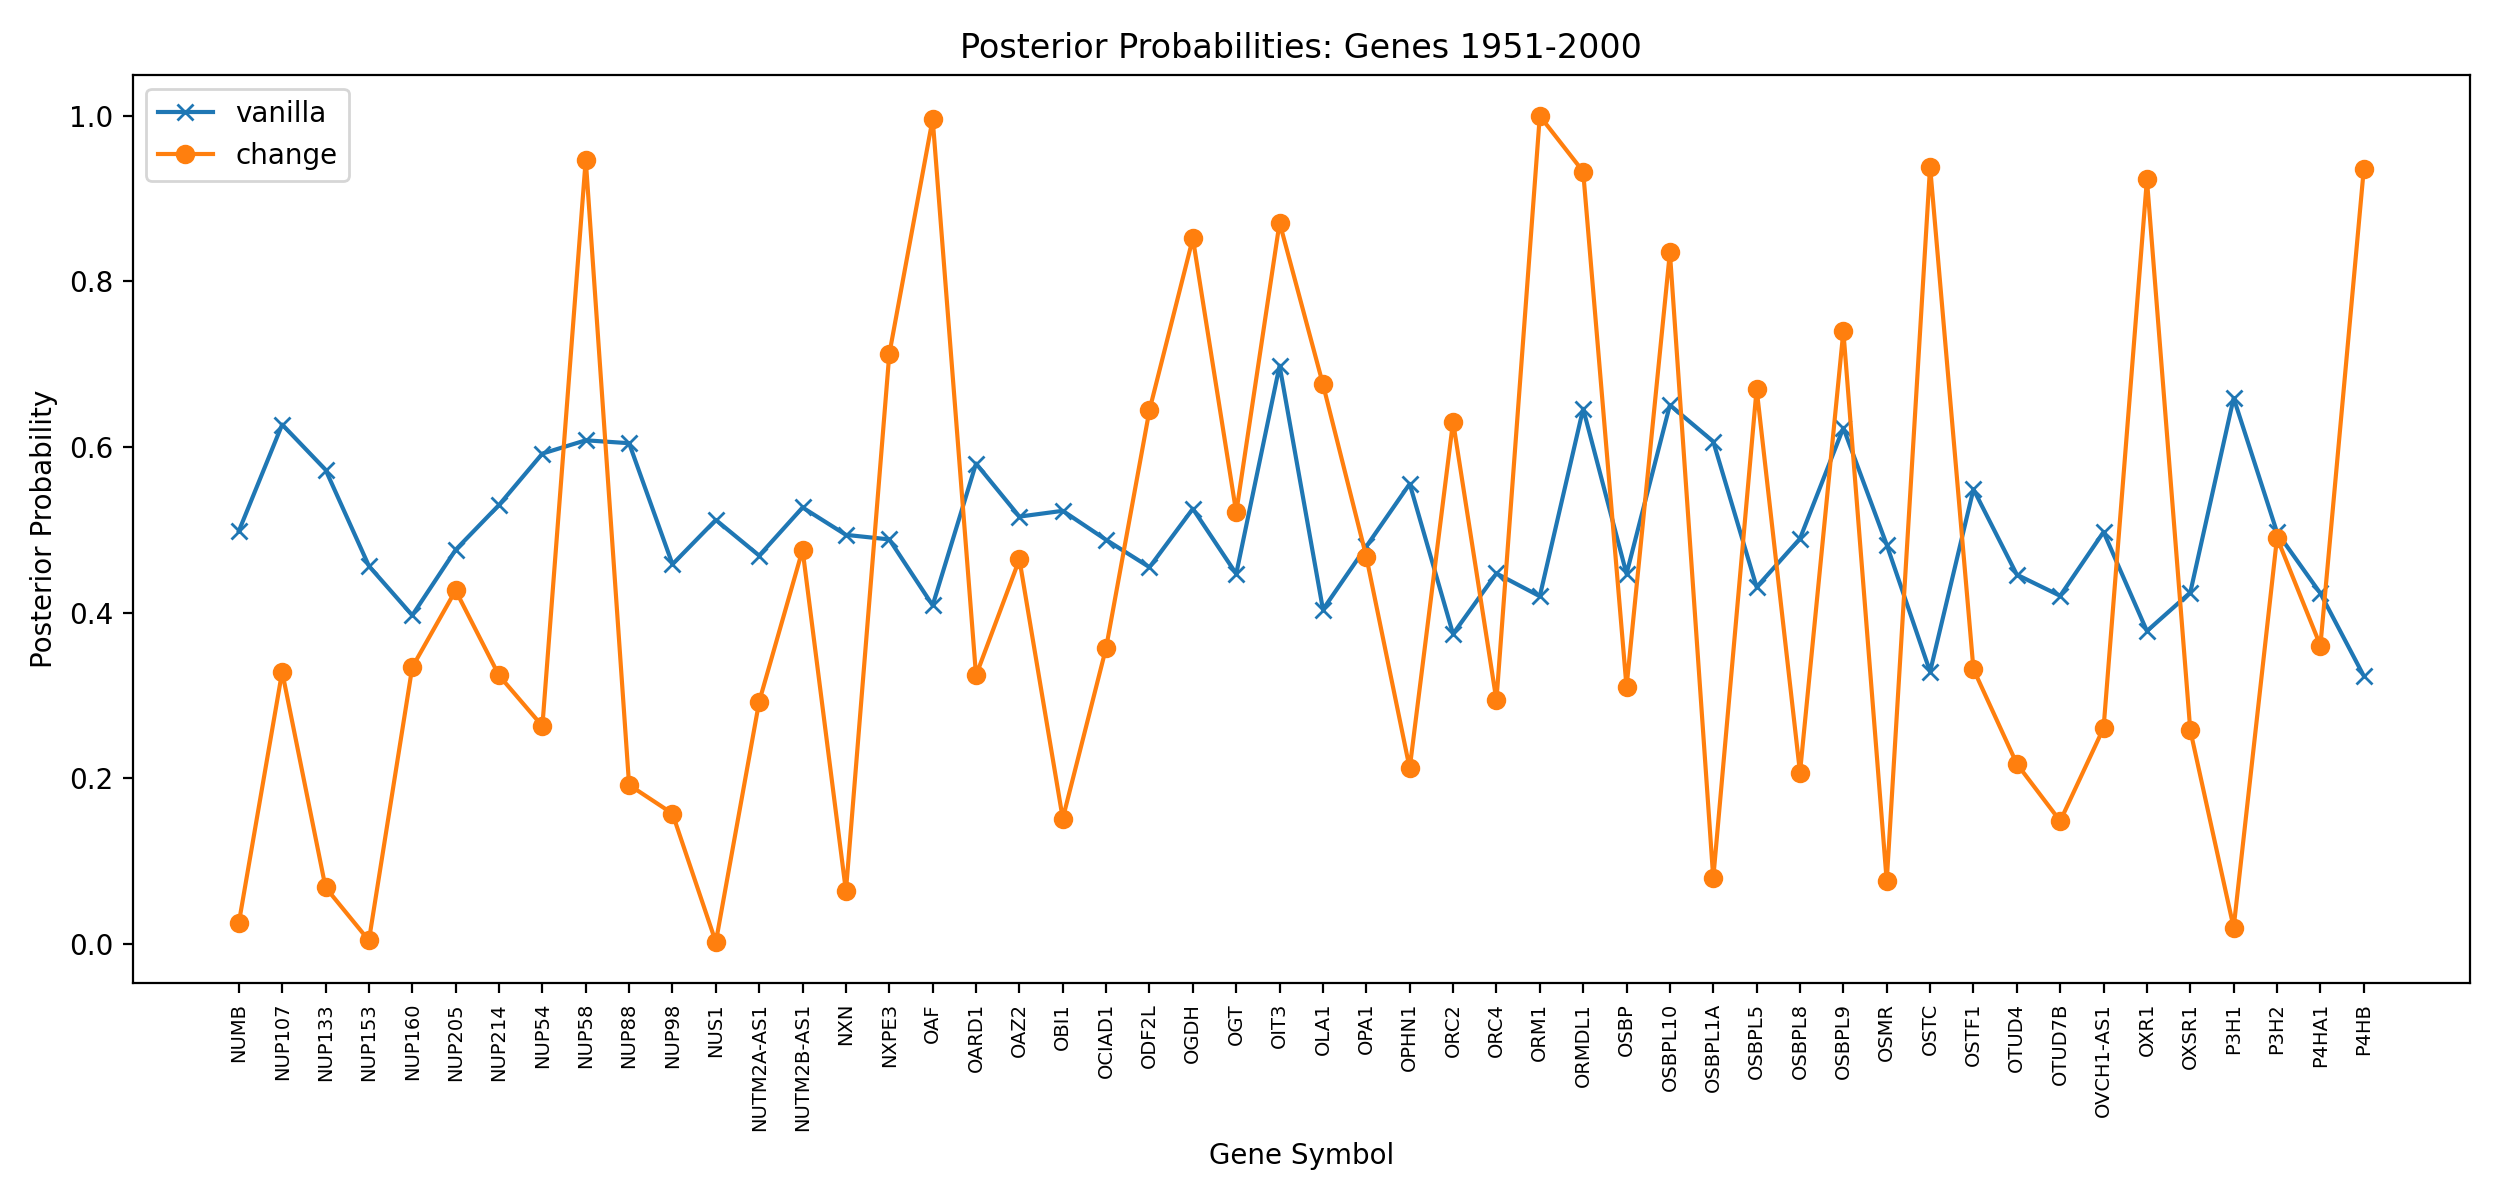 Posterior Probabilities: Genes 1951-2000
vanilla
change
Posterior Probability
1.0
0.8
0.6
0.4
0.2
0.0
NUMB
NUP107
NUP133
NUP153
NUP160
NUP205
NUP214
NUP54
NUP58
NUP88
NUP98
NUS1
NUTM2A-AS1
NUTM2B-AS1
NXN
NXPE3
OAF
OARD1
OAZ2
OBI1
OCIAD1
ODF2L
OGDH
OGT
OIT3
OLA1
OPA1
OPHN1
ORC2
ORC4
ORM1
ORMDL1
OSBP
OSBPL10
OSBPL1A
OSBPL5
OSBPL8
OSBPL9
OSMR
OSTC
OSTF1
OTUD4
OTUD7B
OVCH1-AS1
OXR1
OXSR1
P3H1
P3H2
P4HA1
P4HB
Gene Symbol